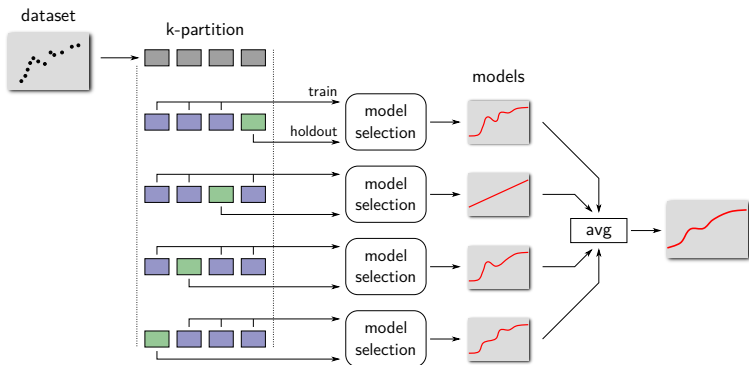 dataset
k-partition
models
train
holdout
model
selection
model
selection
model
selection
model
selection
avg